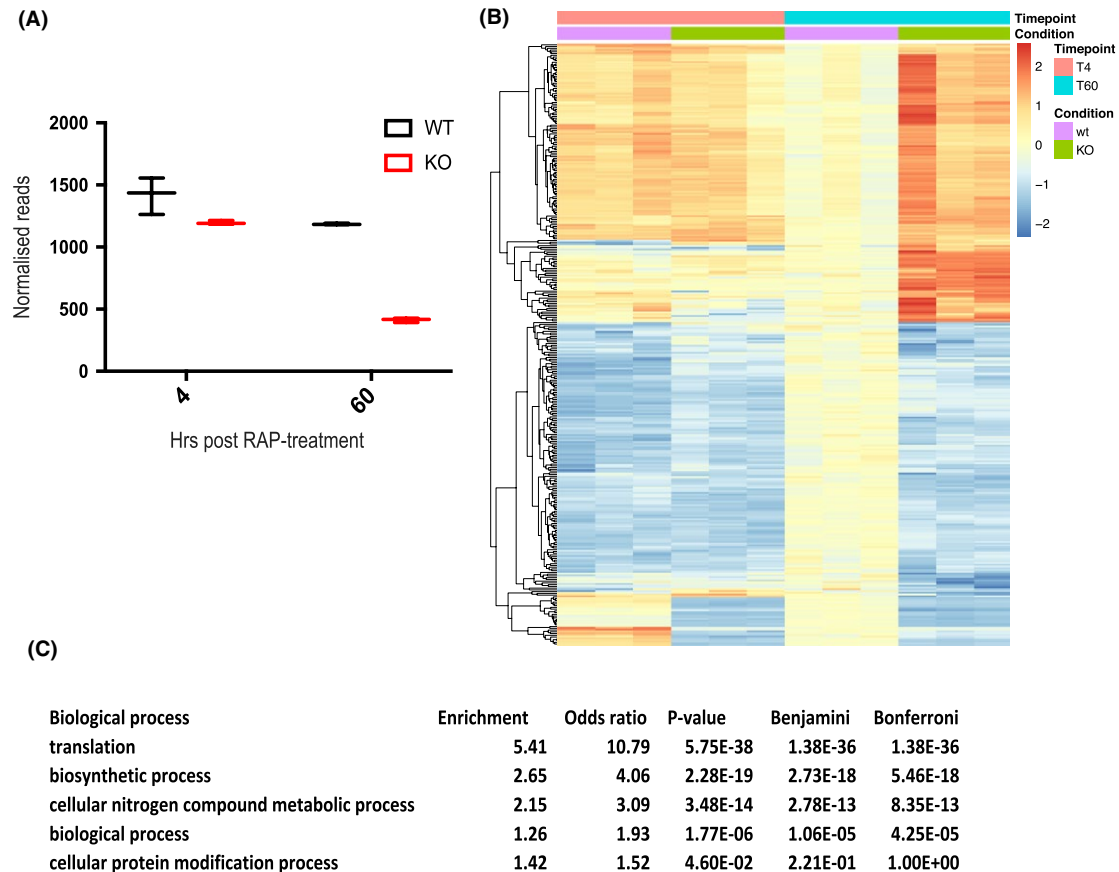 (A)
2000
1500
1000
500
0
Normalised reads
WT
KO
4
60
Hrs post RAP-treatment
(B)
Timepoint
Condition
2
1
0
−1
−2
Timepoint
T4
T60
Condition
wt
KO
(C)
Biological process Enrichment Odds ratio P-value Benjamini Bonferroni
translation 5.41 10.79 5.75E-38 1.38E-36 1.38E-36
biosynthetic process 2.65 4.06 2.28E-19 2.73E-18 5.46E-18
cellular nitrogen compound metabolic process 2.15 3.09 3.48E-14 2.78E-13 8.35E-13
biological process 1.26 1.93 1.77E-06 1.06E-05 4.25E-05
cellular protein modification process 1.42 1.52 4.60E-02 2.21E-01 1.00E+00